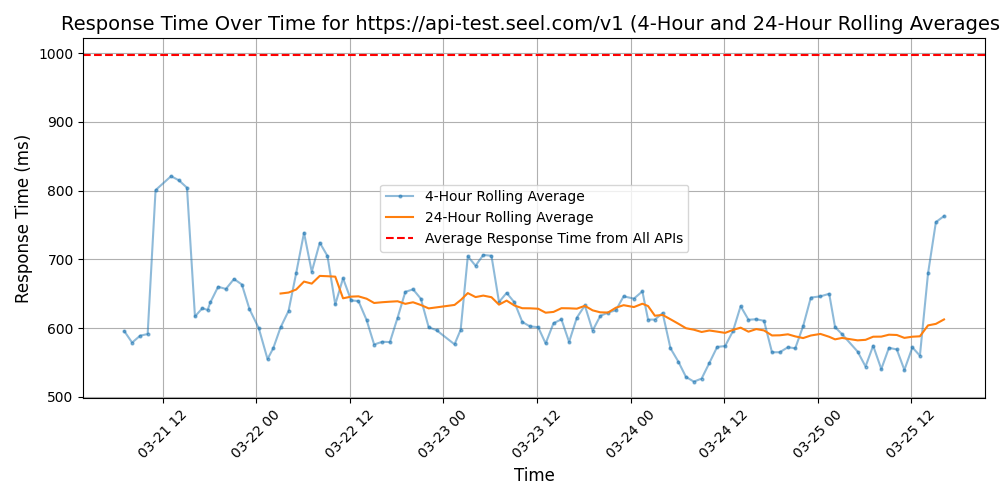 Response Time Over Time for https://api-test.seel.com/v1 (4-Hour and 24-Hour Rolling Averages
1000
900
800
700
600
500
Response Time (ms)
4-Hour Rolling Average
24-Hour Rolling Average
Average Response Time from All APIs
03-21 12
03-22 00
03-22 12
03-23 00
03-23 12
03-24 00
03-24 12
03-25 00
03-25 12
Time